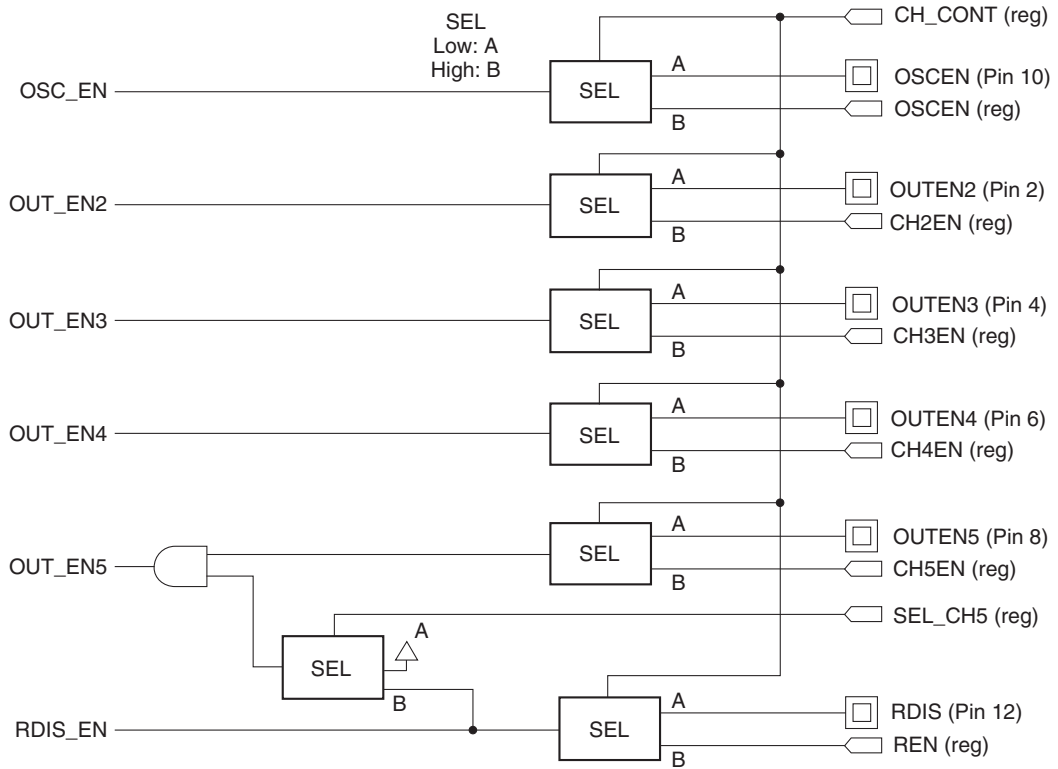 SEL
Low: A
High: B
CH_CONT (reg)
A
OSCEN (Pin 10)
OSC_EN
SEL
B
OSCEN (reg)
A
OUTEN2 (Pin 2)
OUT_EN2
SEL
B
CH2EN (reg)
A
OUTEN3 (Pin 4)
OUT_EN3
SEL
B
CH3EN (reg)
A
OUTEN4 (Pin 6)
OUT_EN4
SEL
B
CH4EN (reg)
A
OUTEN5 (Pin 8)
OUT_EN5
SEL
B
CH5EN (reg)
SEL_CH5 (reg)
A
SEL
B
A
RDIS (Pin 12)
RDIS_EN
SEL
B
REN (reg)